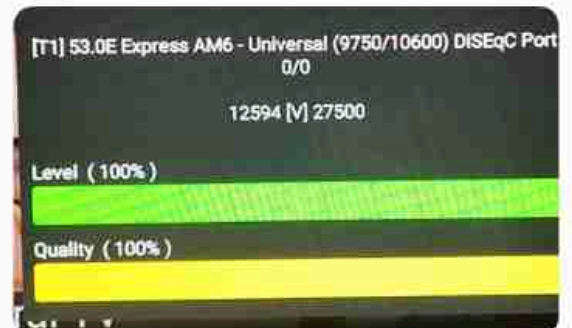 [T1] 53.0E Express AM6 - Universal (9750/10600) DISEqC Port
0/0
12594 [V] 27500
Level ( 100% )
Quality ( 100% )